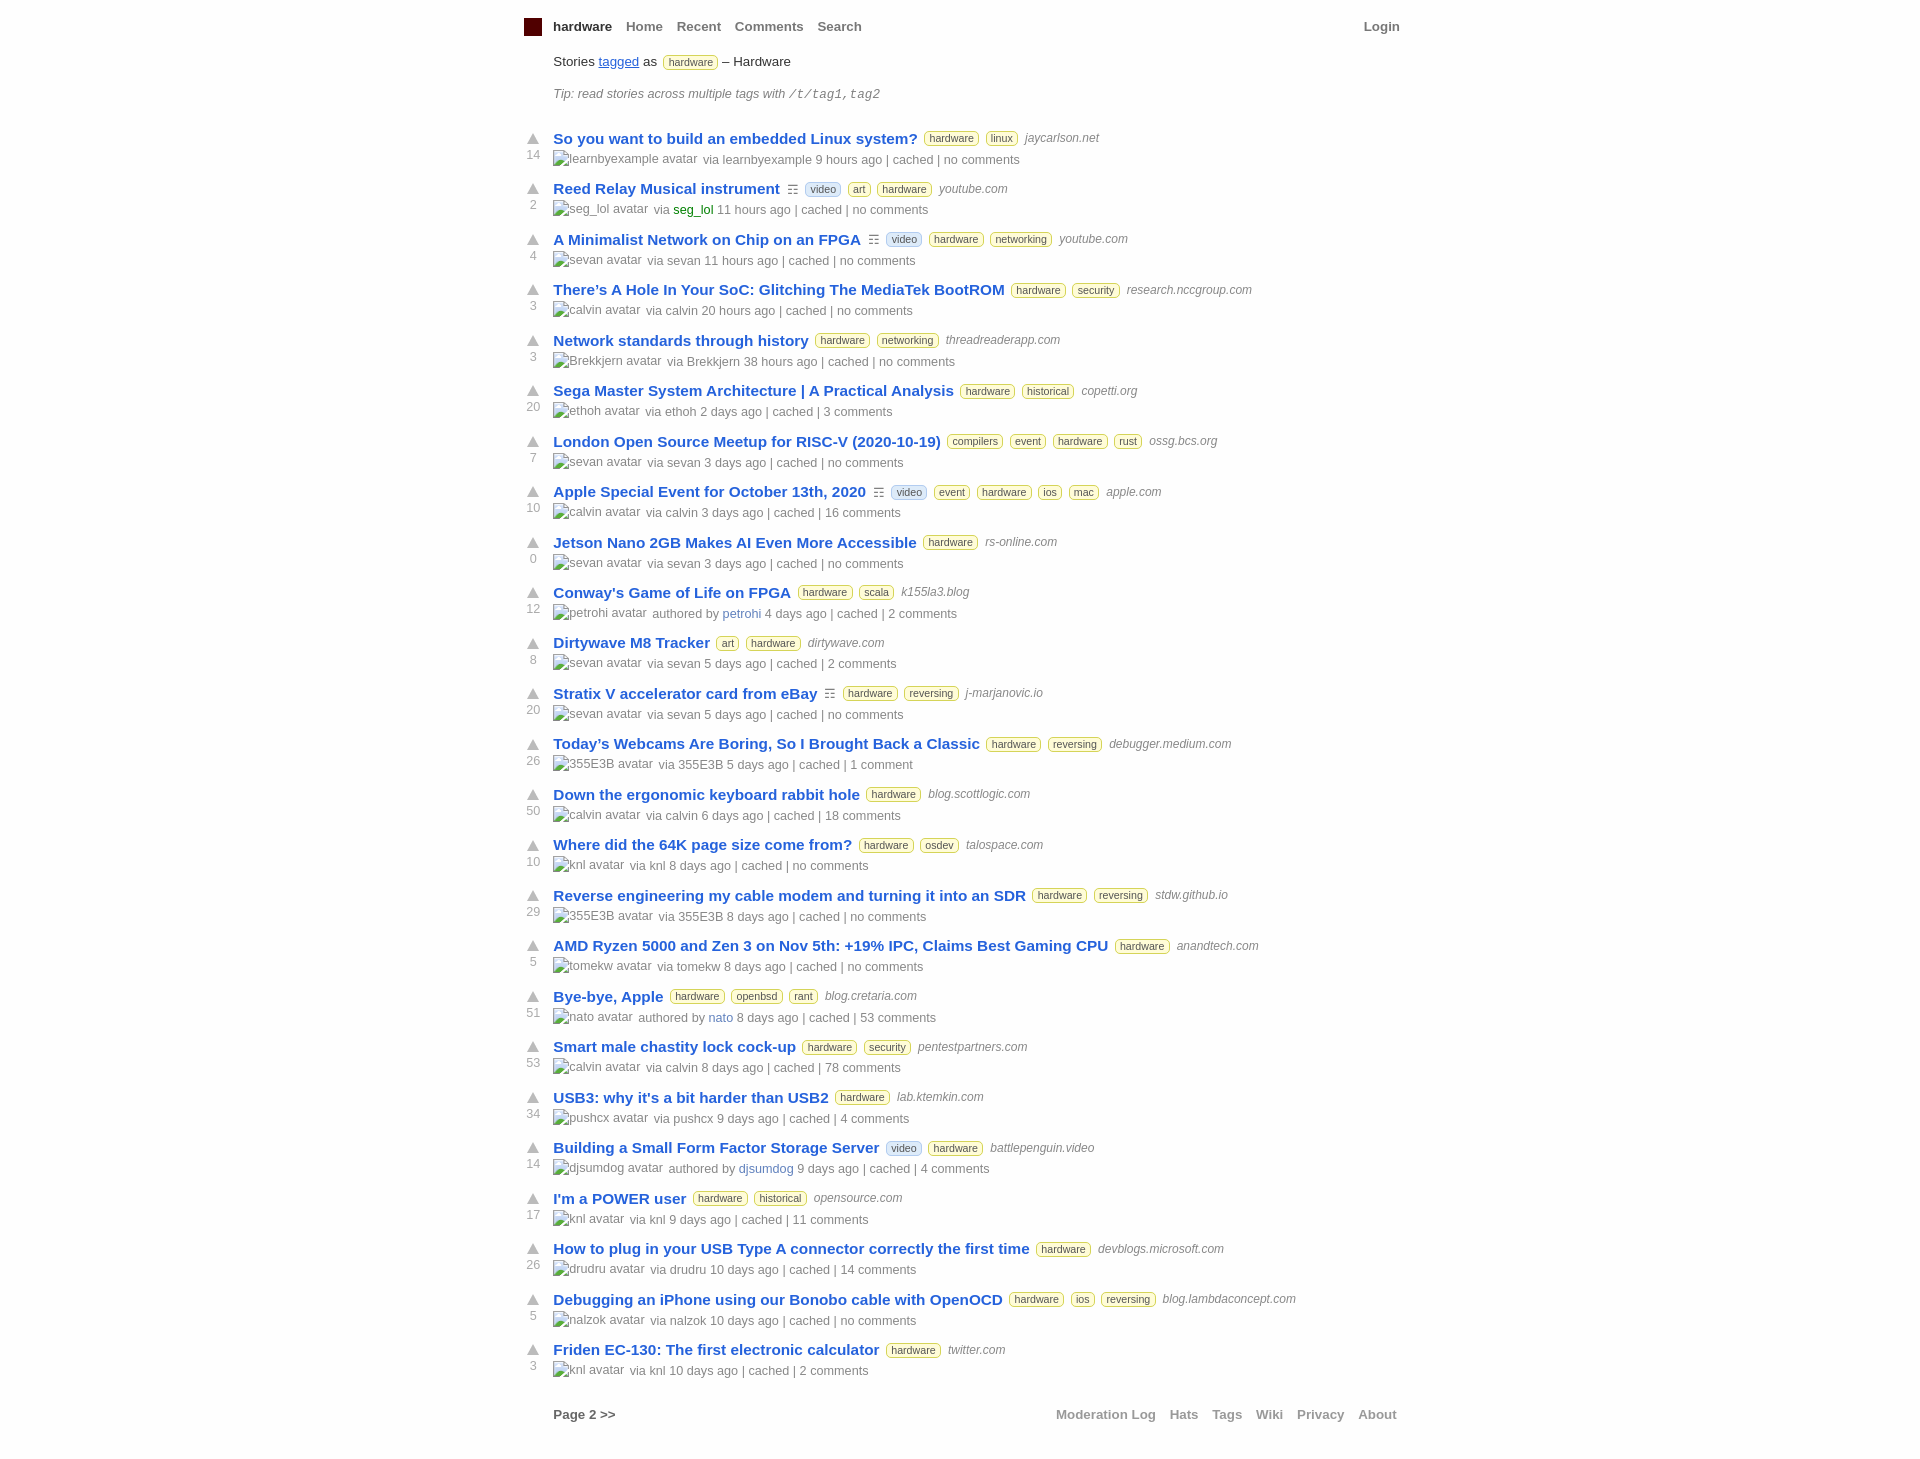 hardware Home Recent Comments Search Login
Stories tagged as hardware – Hardware
Tip: read stories across multiple tags with /t/tag1,tag2
So you want to build an embedded Linux system? hardware linux jaycarlson.net
14 learnbyexample avatar via learnbyexample 9 hours ago | cached | no comments
Reed Relay Musical instrument ☶ video art hardware youtube.com
2 seg_lol avatar via seg_lol 11 hours ago | cached | no comments
A Minimalist Network on Chip on an FPGA ☶ video hardware networking youtube.com
4 sevan avatar via sevan 11 hours ago | cached | no comments
There’s A Hole In Your SoC: Glitching The MediaTek BootROM hardware security research.nccgroup.com
3 calvin avatar via calvin 20 hours ago | cached | no comments
Network standards through history hardware networking threadreaderapp.com
3 Brekkjern avatar via Brekkjern 38 hours ago | cached | no comments
Sega Master System Architecture | A Practical Analysis hardware historical copetti.org
20 ethoh avatar via ethoh 2 days ago | cached | 3 comments
London Open Source Meetup for RISC-V (2020-10-19) compilers event hardware rust ossg.bcs.org
7 sevan avatar via sevan 3 days ago | cached | no comments
Apple Special Event for October 13th, 2020 ☶ video event hardware ios mac apple.com
10 calvin avatar via calvin 3 days ago | cached | 16 comments
Jetson Nano 2GB Makes AI Even More Accessible hardware rs-online.com
0 sevan avatar via sevan 3 days ago | cached | no comments
Conway's Game of Life on FPGA hardware scala k155la3.blog
12 petrohi avatar authored by petrohi 4 days ago | cached | 2 comments
Dirtywave M8 Tracker art hardware dirtywave.com
8 sevan avatar via sevan 5 days ago | cached | 2 comments
Stratix V accelerator card from eBay ☶ hardware reversing j-marjanovic.io
20 sevan avatar via sevan 5 days ago | cached | no comments
Today’s Webcams Are Boring, So I Brought Back a Classic hardware reversing debugger.medium.com
26 355E3B avatar via 355E3B 5 days ago | cached | 1 comment
Down the ergonomic keyboard rabbit hole hardware blog.scottlogic.com
50 calvin avatar via calvin 6 days ago | cached | 18 comments
Where did the 64K page size come from? hardware osdev talospace.com
10 knl avatar via knl 8 days ago | cached | no comments
Reverse engineering my cable modem and turning it into an SDR hardware reversing stdw.github.io
29 355E3B avatar via 355E3B 8 days ago | cached | no comments
AMD Ryzen 5000 and Zen 3 on Nov 5th: +19% IPC, Claims Best Gaming CPU hardware anandtech.com
5 tomekw avatar via tomekw 8 days ago | cached | no comments
Bye-bye, Apple hardware openbsd rant blog.cretaria.com
51 nato avatar authored by nato 8 days ago | cached | 53 comments
Smart male chastity lock cock-up hardware security pentestpartners.com
53 calvin avatar via calvin 8 days ago | cached | 78 comments
USB3: why it's a bit harder than USB2 hardware lab.ktemkin.com
34 pushcx avatar via pushcx 9 days ago | cached | 4 comments
Building a Small Form Factor Storage Server video hardware battlepenguin.video
14 djsumdog avatar authored by djsumdog 9 days ago | cached | 4 comments
I'm a POWER user hardware historical opensource.com
17 knl avatar via knl 9 days ago | cached | 11 comments
How to plug in your USB Type A connector correctly the first time hardware devblogs.microsoft.com
26 drudru avatar via drudru 10 days ago | cached | 14 comments
Debugging an iPhone using our Bonobo cable with OpenOCD hardware ios reversing blog.lambdaconcept.com
5 nalzok avatar via nalzok 10 days ago | cached | no comments
Friden EC-130: The first electronic calculator hardware twitter.com
3 knl avatar via knl 10 days ago | cached | 2 comments
Page 2 >> Moderation Log Hats Tags Wiki Privacy About